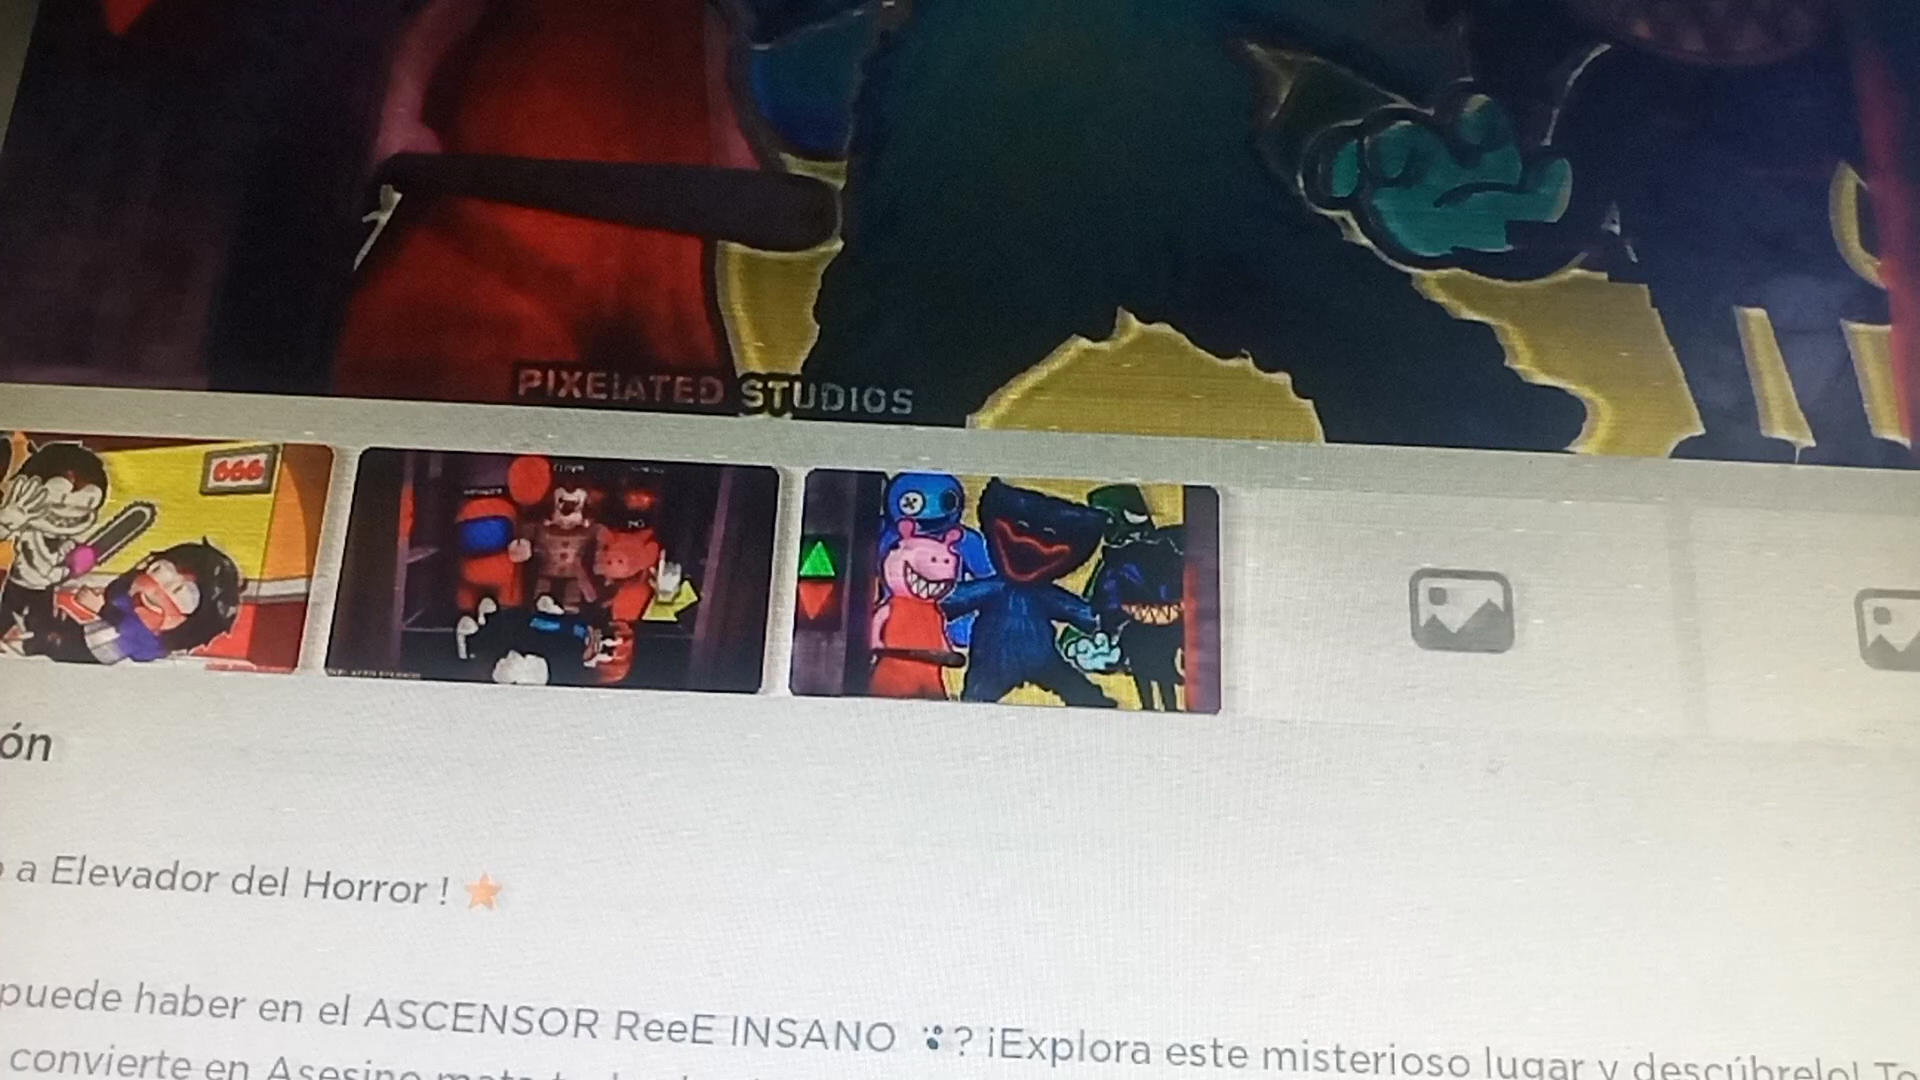 PIXElATED STUDIOS
666
ón
a Elevador del Horror !
puede haber en el ASCENSOR ReeE INSANO ? ¡Explora este misterioso lugar y descúbrelo!
convierte en Asesino